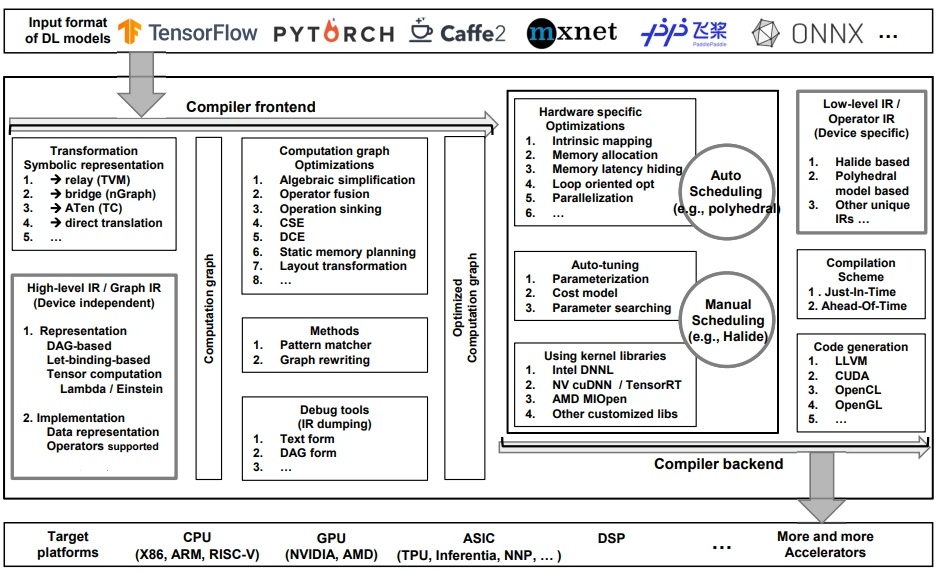 Input format
of DL models
TensorFlow
PYTORCH
Caffe2
mxnet
飞桨
PaddlePaddle
ONNX
...
Compiler frontend
Transformation
Symbolic representation
1. → relay (TVM)
2. → bridge (nGraph)
3. → ATen (TC)
4. → direct translation
5. ...
High-level IR / Graph IR
(Device independent)
1. Representation
DAG-based
Let-binding-based
Tensor computation
Lambda / Einstein
2. Implementation
Data representation
Operators supported
Computation graph
Computation graph
Optimizations
1. Algebraic simplification
2. Operator fusion
3. Operation sinking
4. CSE
5. DCE
6. Static memory planning
7. Layout transformation
8. ...
Methods
1. Pattern matcher
2. Graph rewriting
Debug tools
(IR dumping)
1. Text form
2. DAG form
3. ...
Optimized
Computation graph
Hardware specific
Optimizations
1. Intrinsic mapping
2. Memory allocation
3. Memory latency hiding
4. Loop oriented opt
5. Parallelization
6. ...
Auto
Scheduling
(e.g., polyhedral)
Auto-tuning
1. Parameterization
2. Cost model
3. Parameter searching
Manual
Scheduling
(e.g., Halide)
Using kernel libraries
1. Intel DNNL
2. NV cuDNN / TensorRT
3. AMD MIOpen
4. Other customized libs
Low-level IR /
Operator IR
(Device specific)
1. Halide based
2. Polyhedral
model based
3. Other unique
IRs ...
Compilation
Scheme
1 . Just-In-Time
2. Ahead-Of-Time
Code generation
1. LLVM
2. CUDA
3. OpenCL
4. OpenGL
5. ...
Compiler backend
Target
platforms
CPU
(X86, ARM, RISC-V)
GPU
(NVIDIA, AMD)
ASIC
(TPU, Inferentia, NNP, ... )
DSP
...
More and more
Accelerators